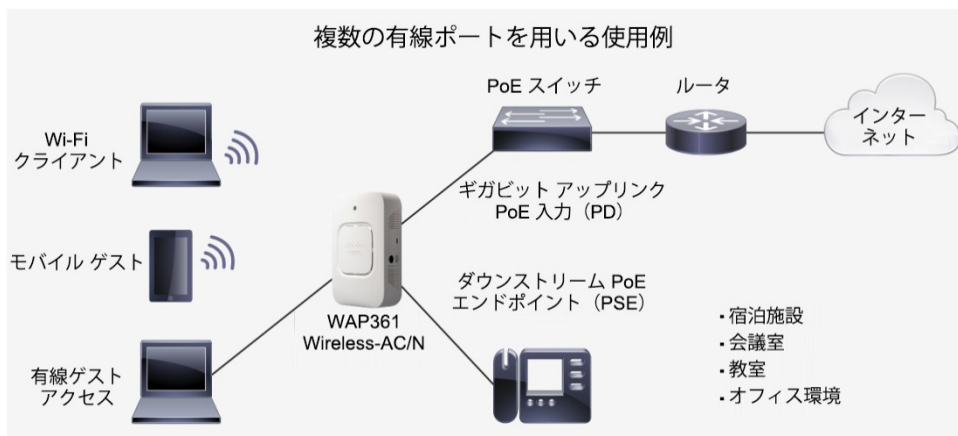 複数の有線ポートを用いる使用例
PoE スイッチ
ルータ
インター
ネット
Wi-Fi
クライアント
ギガビット アップリンク
PoE 入力（PD）
モバイル ゲスト
ダウンストリーム PoE
エンドポイント（PSE）
WAP361
Wireless-AC/N
有線ゲスト
アクセス
▪ 宿泊施設
▪ 会議室
▪ 教室
▪ オフィス環境